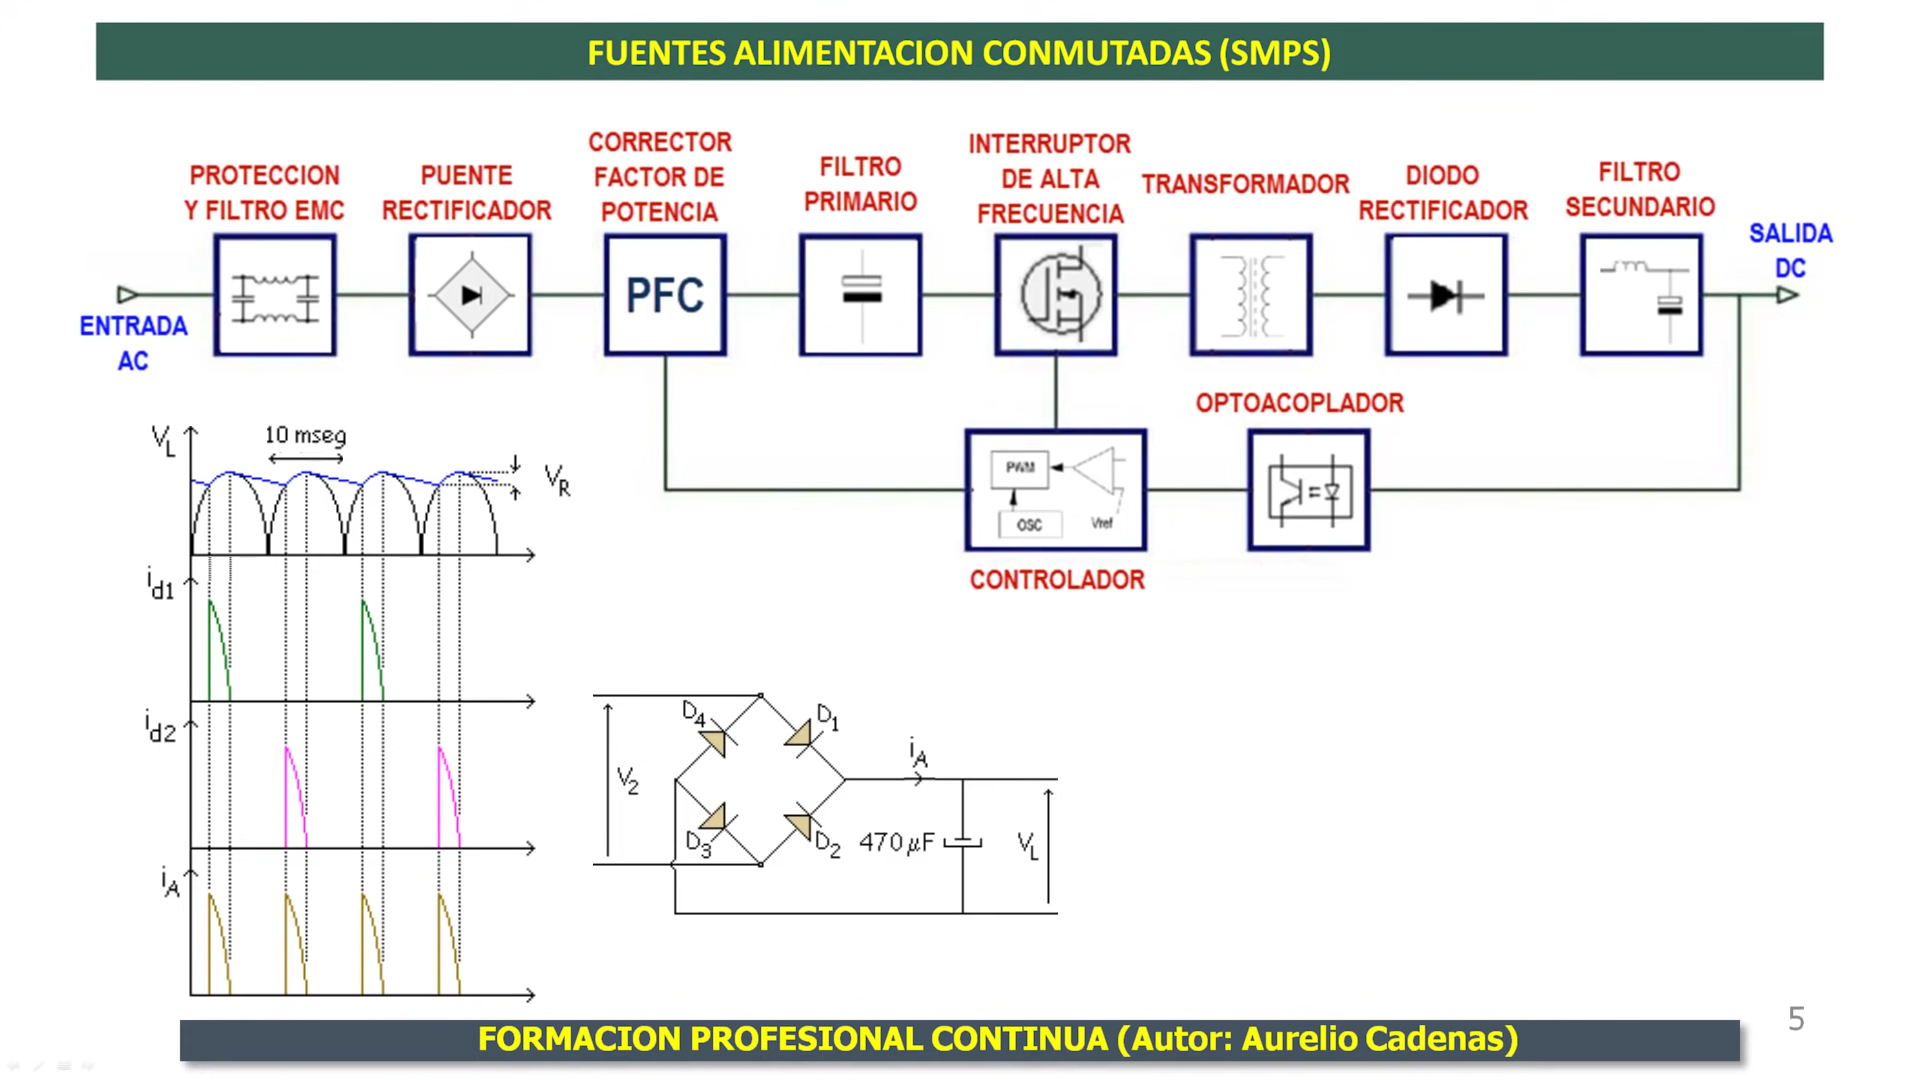 FUENTES ALIMENTACION CONMUTADAS (SMPS)
PROTECCION
Y FILTRO EMC
PUENTE
RECTIFICADOR
CORRECTOR
FACTOR DE
POTENCIA
FILTRO
PRIMARIO
INTERRUPTOR
DE ALTA
FRECUENCIA
TRANSFORMADOR
DIODO
RECTIFICADOR
FILTRO
SECUNDARIO
SALIDA
DC
ENTRADA
AC
PFC
OPTOACOPLADOR
PWM
OSC
Vref
CONTROLADOR
VL
10 mseg
VR
id1
id2
iA
D4
D1
V2
iA
D3
D2
470 µF
VL
5
FORMACION PROFESIONAL CONTINUA (Autor: Aurelio Cadenas)